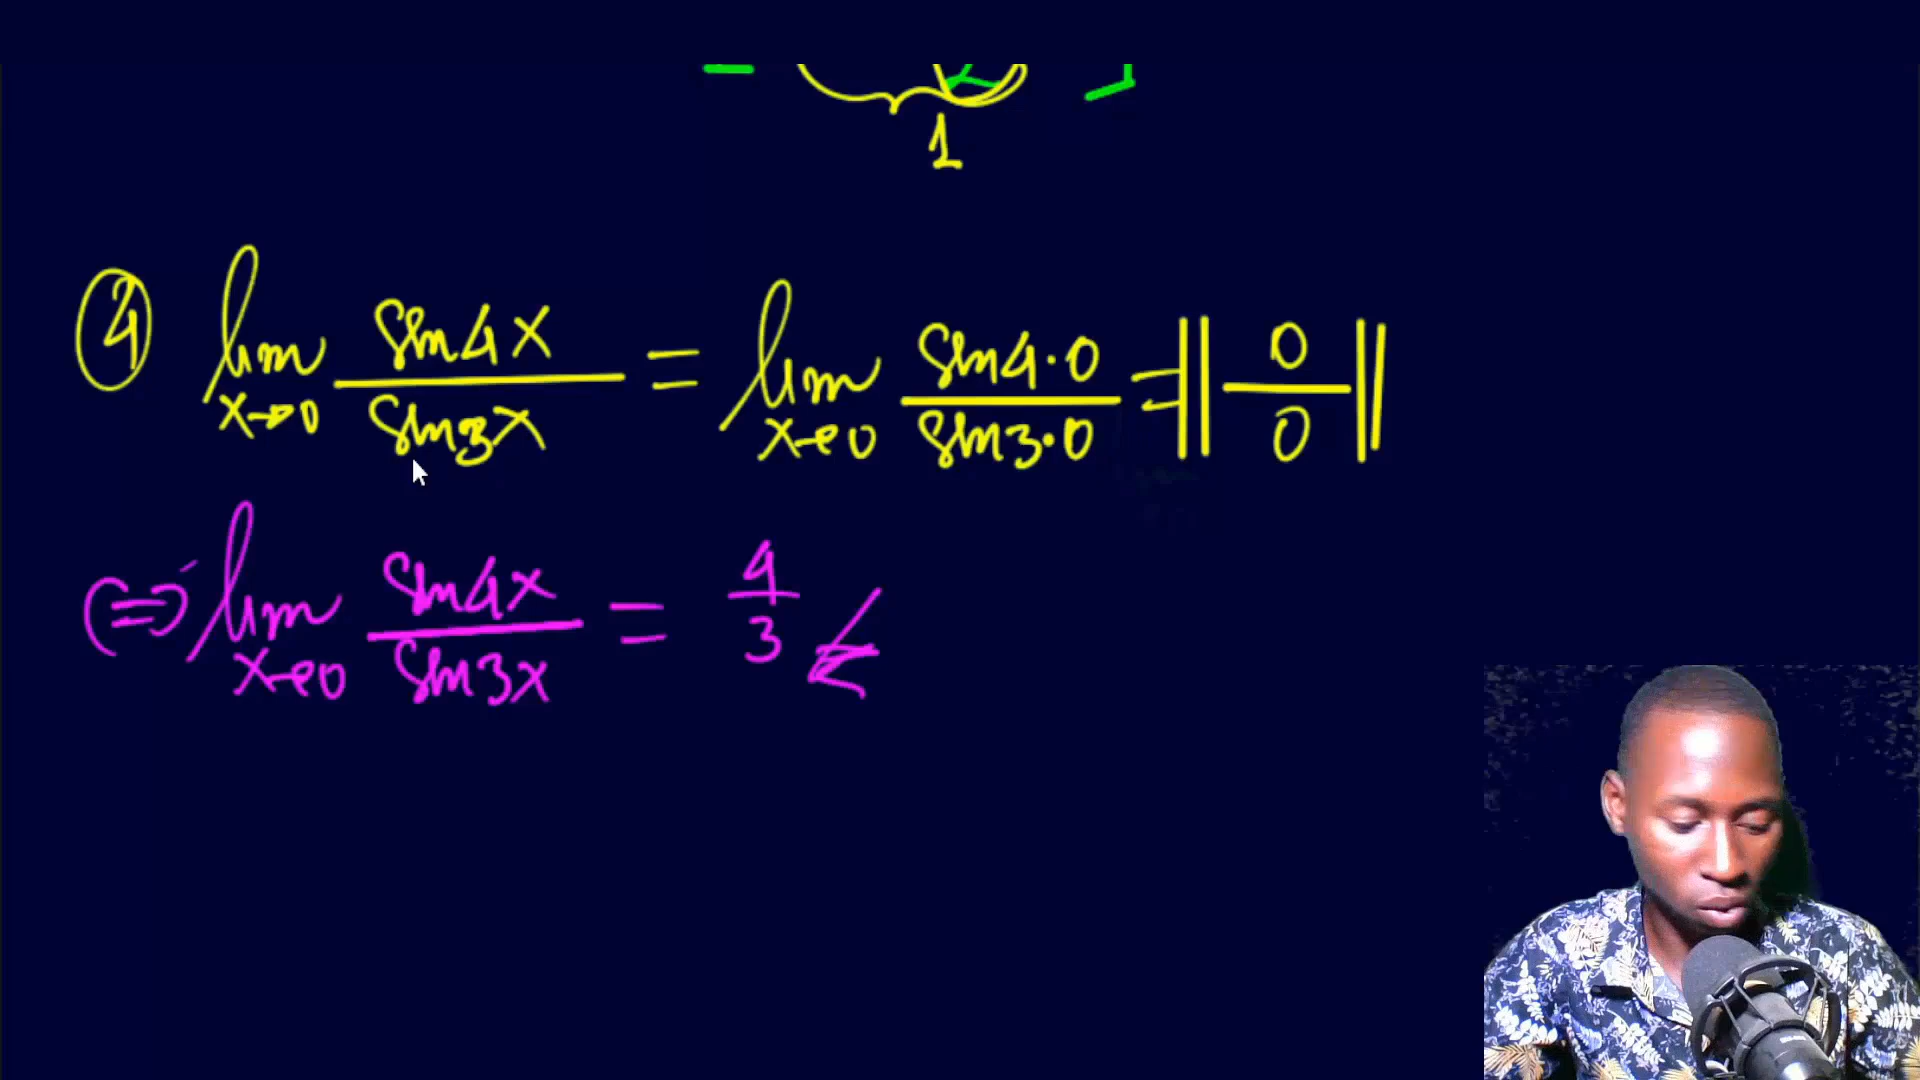 1
4 lim x→0 sin4x / sin3x = lim x→0 sin4·0 / sin3·0 = || 0 / 0 ||
(⇒) lim x→0 sin4x / sin3x = 4 / 3